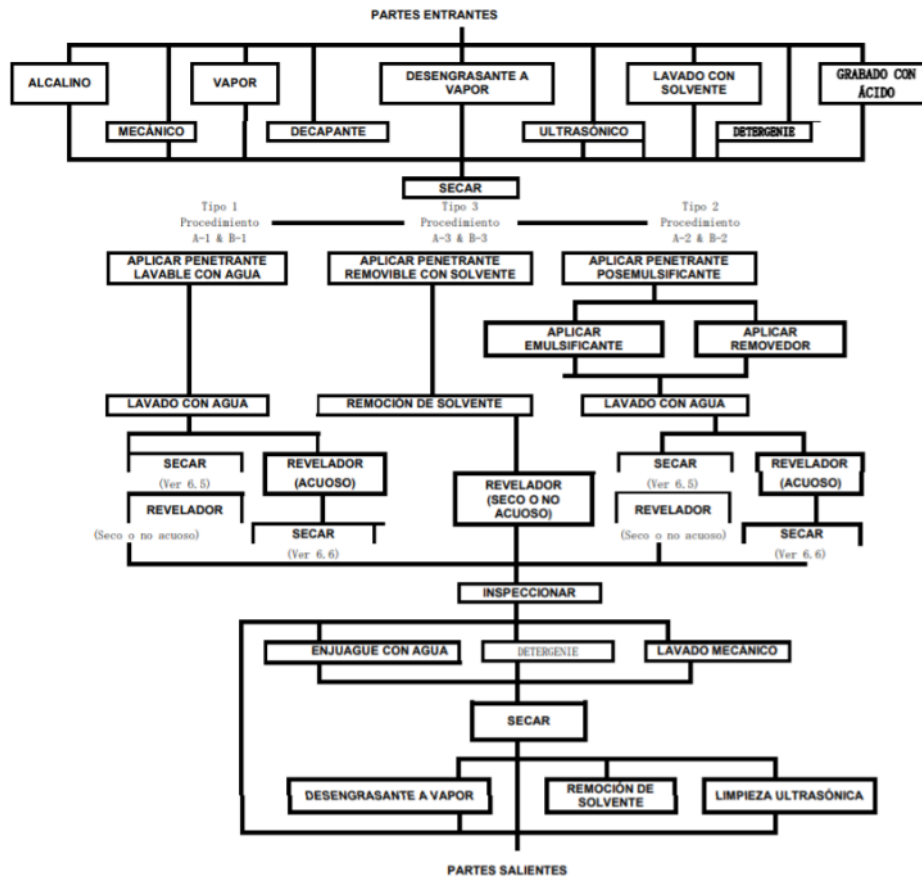 PARTES ENTRANTES
ALCALINO
VAPOR
DESENGRASANTE A
VAPOR
LAVADO CON
SOLVENTE
GRABADO CON
ÁCIDO
MECÁNICO
DECAPANTE
ULTRASÓNICO
DETERGENIE
SECAR
Tipo 1
Procedimiento
A-1 & B-1
Tipo 3
Procedimiento
A-3 & B-3
Tipo 2
Procedimiento
A-2 & B-2
APLICAR PENETRANTE
LAVABLE CON AGUA
APLICAR PENETRANTE
REMOVIBLE CON SOLVENTE
APLICAR PENETRANTE
POSEMULSIFICANTE
APLICAR
EMULSIFICANTE
APLICAR
REMOVEDOR
LAVADO CON AGUA
REMOCIÓN DE SOLVENTE
LAVADO CON AGUA
SECAR
(Ver 6.5)
REVELADOR
(ACUOSO)
REVELADOR
(SECO O NO
ACUOSO)
SECAR
(Ver 6.5)
REVELADOR
(ACUOSO)
REVELADOR
(Seco o no acuoso)
SECAR
(Ver 6.6)
REVELADOR
(Seco o no acuoso)
SECAR
(Ver 6.6)
INSPECCIONAR
ENJUAGUE CON AGUA
DETERGENIE
LAVADO MECÁNICO
SECAR
DESENGRASANTE A VAPOR
REMOCIÓN DE
SOLVENTE
LIMPIEZA ULTRASÓNICA
PARTES SALIENTES